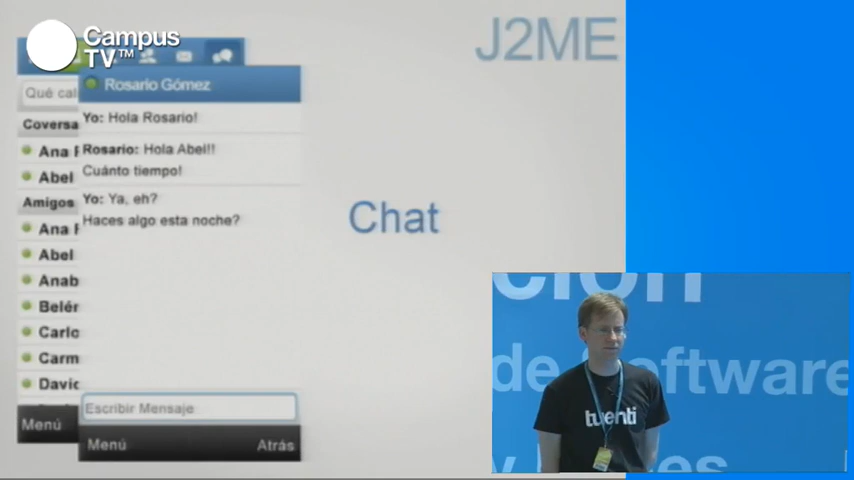 Campus
TV™
J2ME
Rosario Gómez
Qué cal
Yo: Hola Rosario!
Coversa
Rosario: Hola Abel!!
Ana F
Cuánto tiempo!
Abel
Yo: Ya, eh?
Amigos
Haces algo esta noche?
Ana F
Abel
Anab
Belén
Carlo
Carm
David
Chat
Escribir Mensaje
Menú
Menú
Atrás
ción
de Software
y
es
tuenti